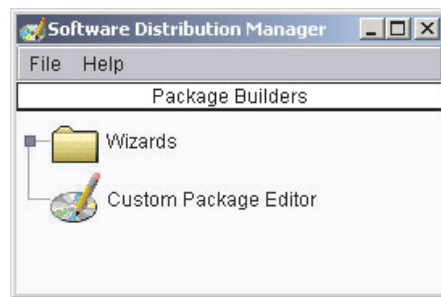 Software Distribution Manager
File Help
Package Builders
Wizards
Custom Package Editor